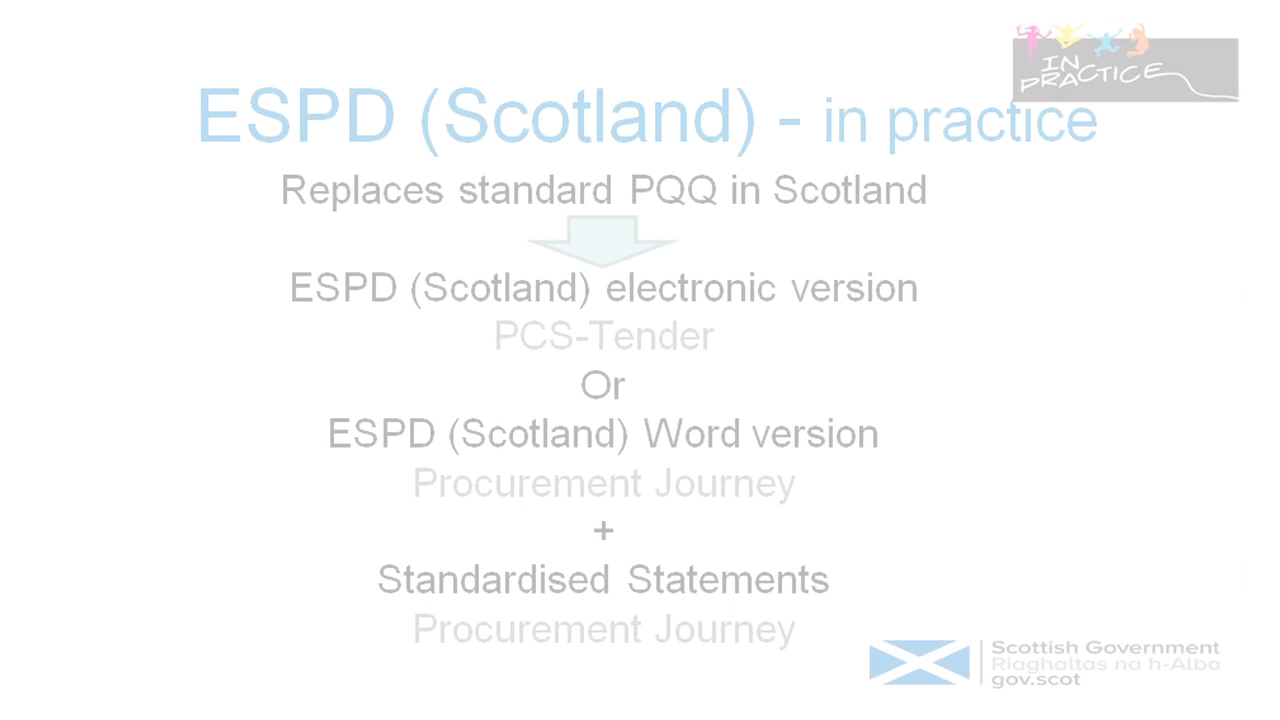 IN
PRACTICE
ESPD (Scotland) - in practice
Replaces standard PQQ in Scotland
ESPD (Scotland) electronic version
PCS-Tender
Or
ESPD (Scotland) Word version
Procurement Journey
+
Standardised Statements
Procurement Journey
Scottish Government
Riaghaltas na h-Alba
gov.scot